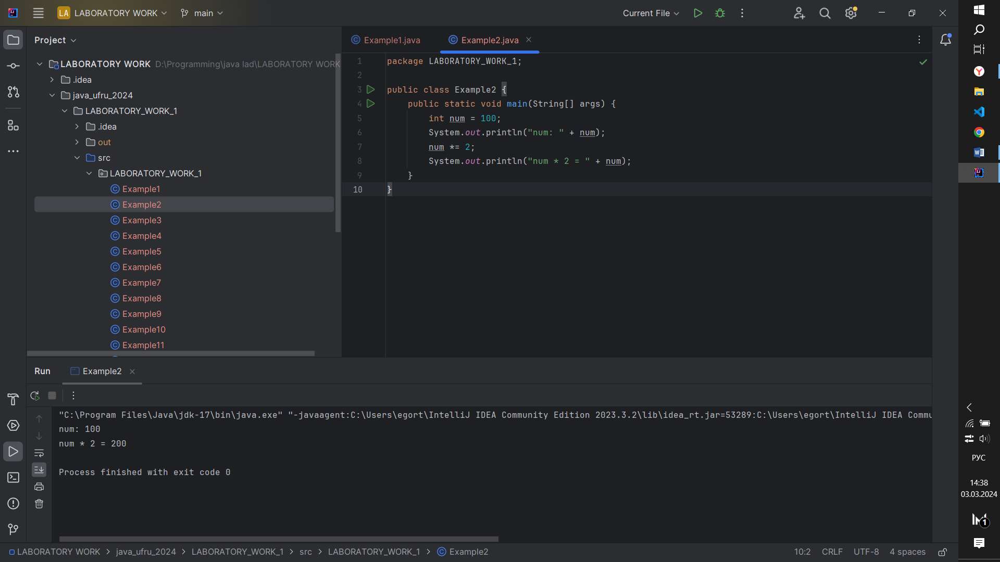 LA LABORATORY WORK main Current File
Project
LABORATORY WORK D:\Programming\java lad\LABORATORY WORK
.idea
java_ufru_2024
LABORATORY_WORK_1
.idea
out
src
LABORATORY_WORK_1
Example1
Example2
Example3
Example4
Example5
Example6
Example7
Example8
Example9
Example10
Example11
Example1.java Example2.java
1 package LABORATORY_WORK_1;
2
3 public class Example2 {
4 public static void main(String[] args) {
5 int num = 100;
6 System.out.println("num: " + num);
7 num *= 2;
8 System.out.println("num * 2 = " + num);
9 }
10 }
Run Example2
"C:\Program Files\Java\jdk-17\bin\java.exe" "-javaagent:C:\Users\egort\IntelliJ IDEA Community Edition 2023.3.2\lib\idea_rt.jar=53289:C:\Users\egort\IntelliJ IDEA Commu
num: 100
num * 2 = 200
Process finished with exit code 0
LABORATORY WORK > java_ufru_2024 > LABORATORY_WORK_1 > src > LABORATORY_WORK_1 > Example2
10:2 CRLF UTF-8 4 spaces
РУС
14:38
03.03.2024
1